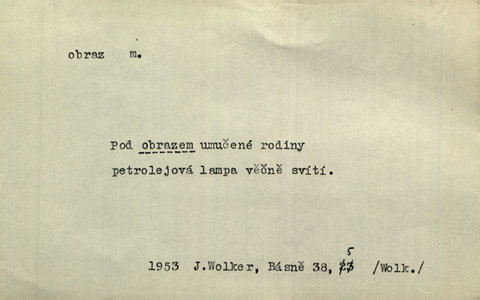 obraz m.
Pod obrazem umučené rodiny
petrolejová lampa věčně svítí.
1953 J.Wolker, Básně 38, 5 /Wolk./